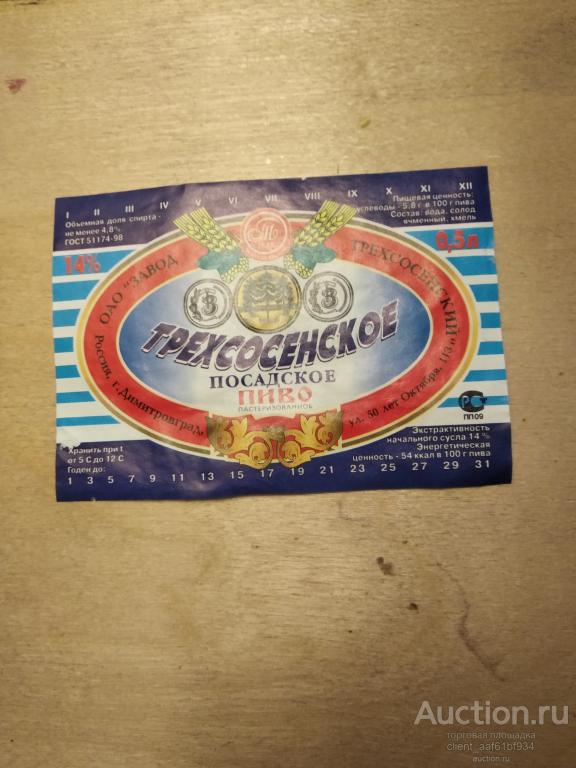 I II III IV V VI VII VIII IX X XI XII
Объемная доля спирта -
не менее 4,8%
ГОСТ 51174-98
Пищевая ценность:
углеводы - 5,8 г в 100 г пива
Состав: вода, солод
ячменный, хмель
14%
0,5л
ОАО "ЗАВОД ТРЕХСОСЕНСКИЙ"
ТРЕХСОСЕНСКОЕ
ПОСАДСКОЕ
ПИВО
ПАСТЕРИЗОВАННОЕ
Россия, г. Димитровград, ул. 50 лет Октября, 113
РС
ПП09
Хранить при t
от 5 С до 12 С
Годен до:
Экстрактивность
начального сусла 14 %
Энергетическая
ценность - 54 ккал в 100 г пива
1 3 5 7 9 11 13 15 17 19 21 23 25 27 29 31
Auction.ru
торговая площадка
client_aaf61bf934
auction.ru